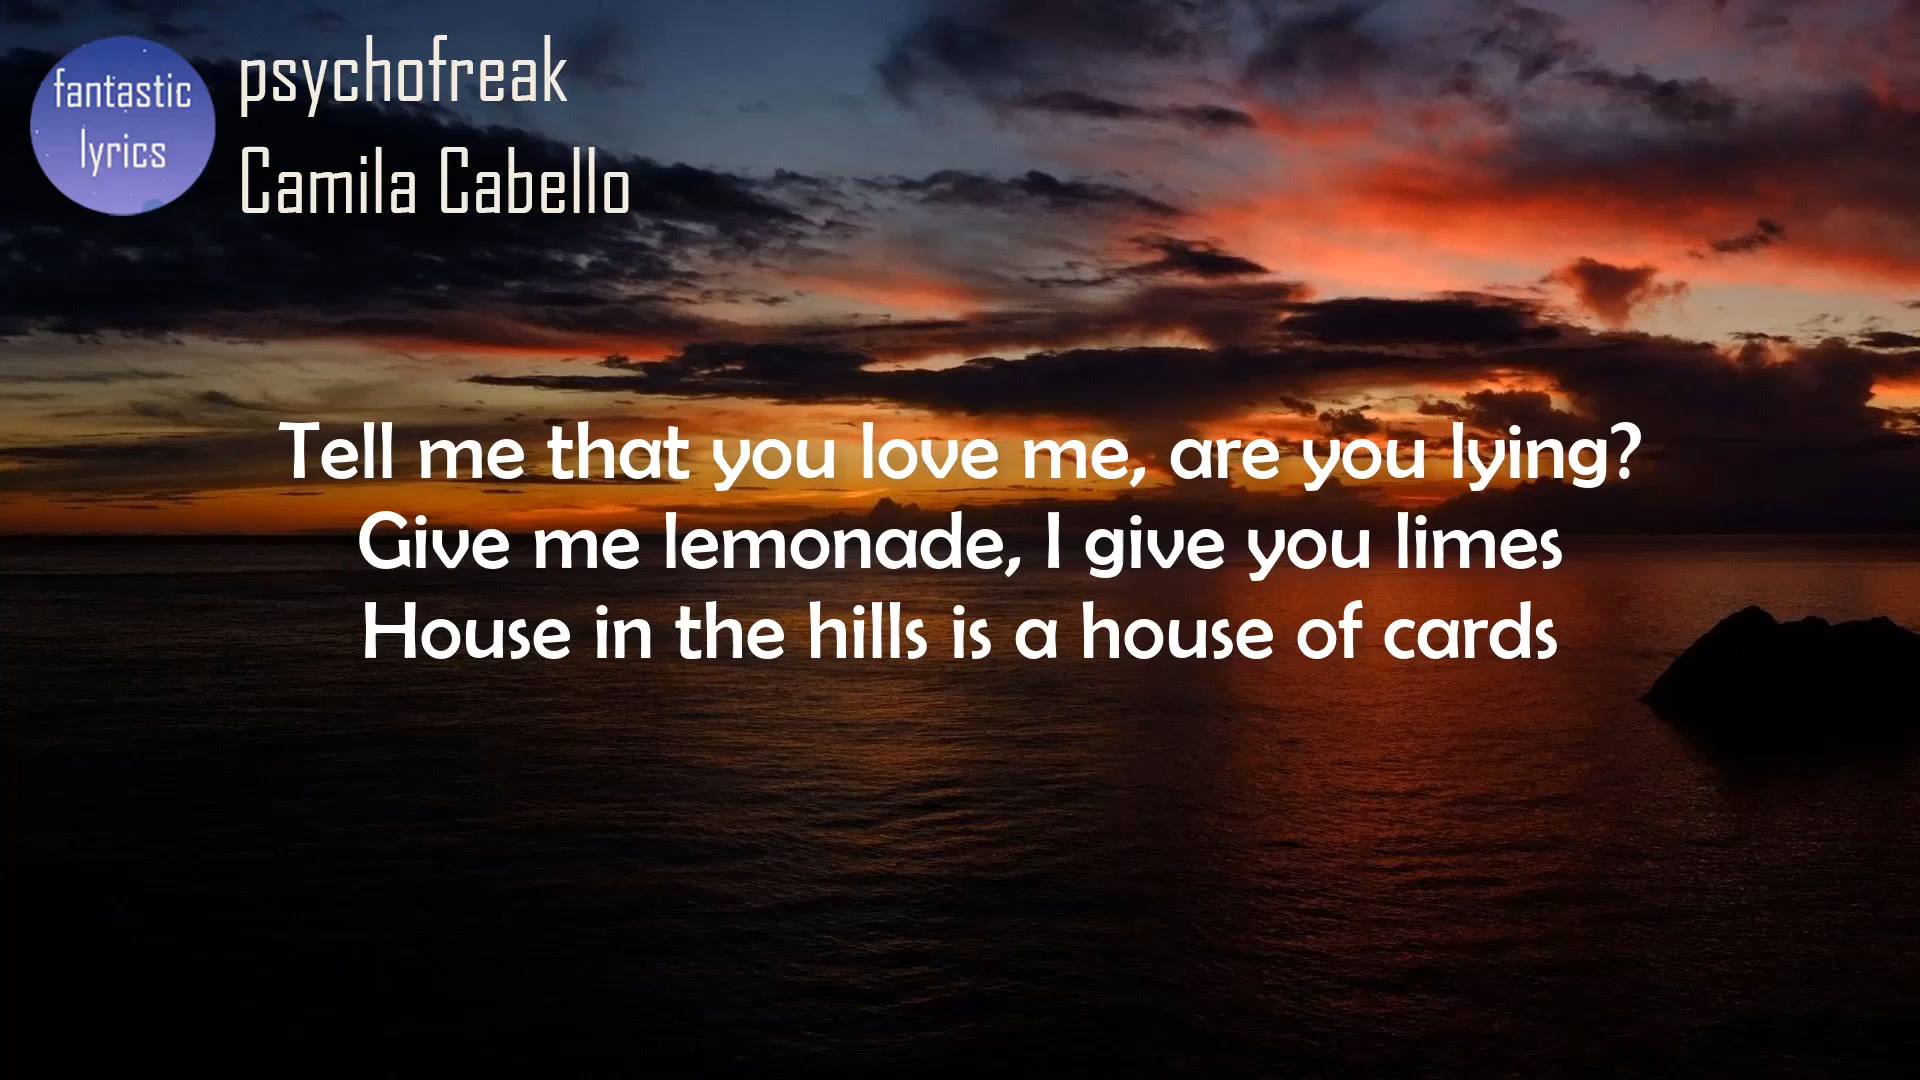 fantastic
lyrics
psychofreak
Camila Cabello
Tell me that you love me, are you lying?
Give me lemonade, I give you limes
House in the hills is a house of cards